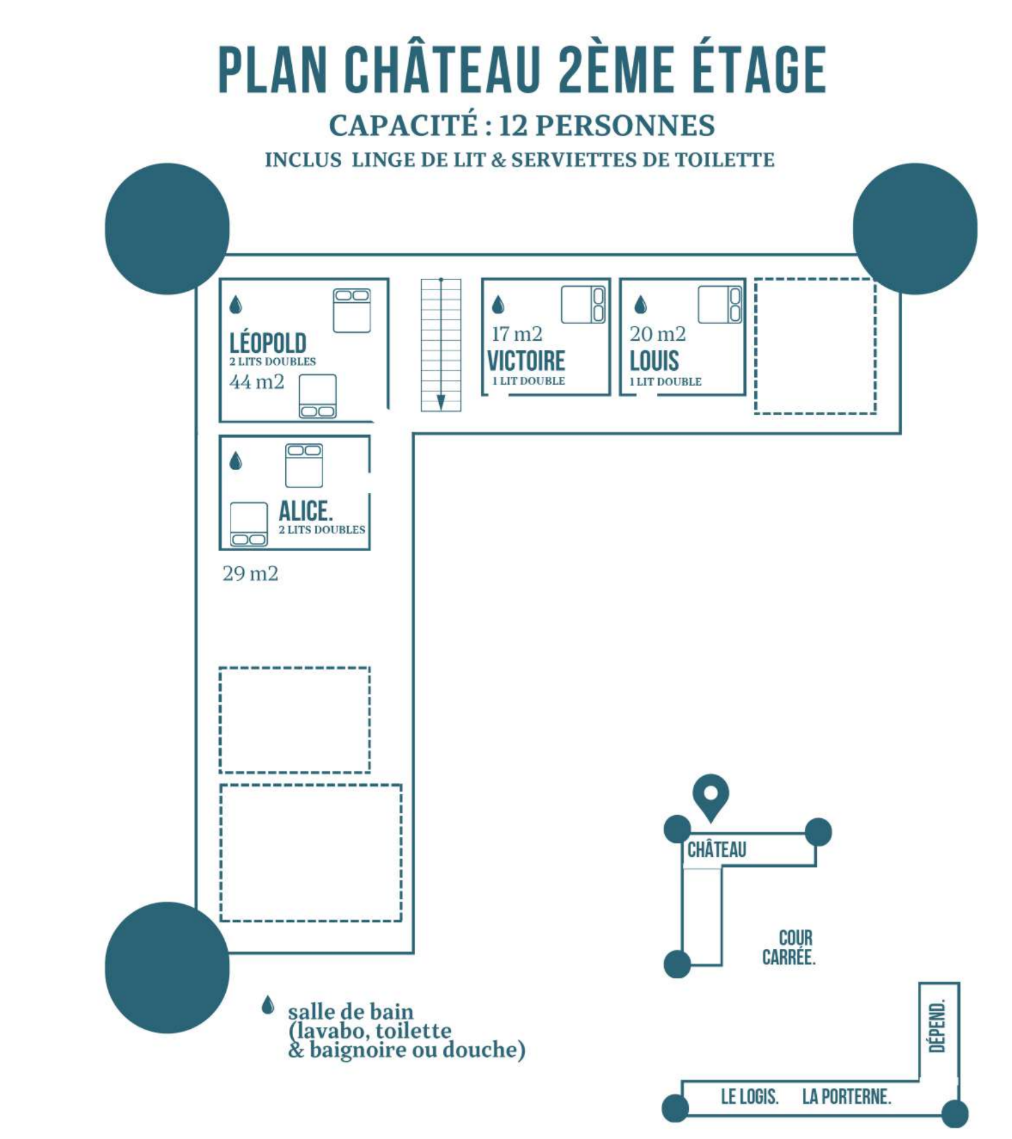 PLAN CHÂTEAU 2ÈME ÉTAGE
CAPACITÉ : 12 PERSONNES
INCLUS LINGE DE LIT & SERVIETTES DE TOILETTE
LÉOPOLD
2 LITS DOUBLES
44 m2
17 m2
VICTOIRE
1 LIT DOUBLE
20 m2
LOUIS
1 LIT DOUBLE
ALICE.
2 LITS DOUBLES
29 m2
CHÂTEAU
COUR
CARRÉE.
salle de bain
(lavabo, toilette
& baignoire ou douche)
DÉPEND.
LE LOGIS. LA PORTERNE.